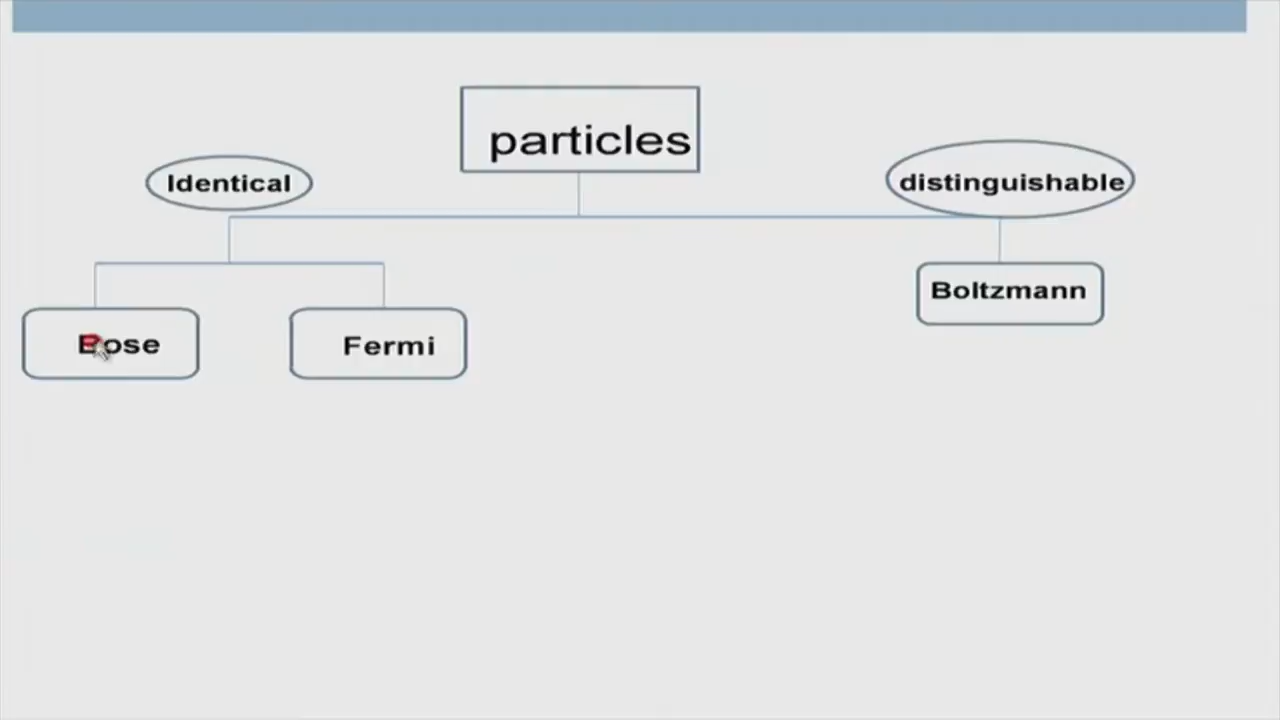 particles
Identical
distinguishable
Boltzmann
Bose
Fermi